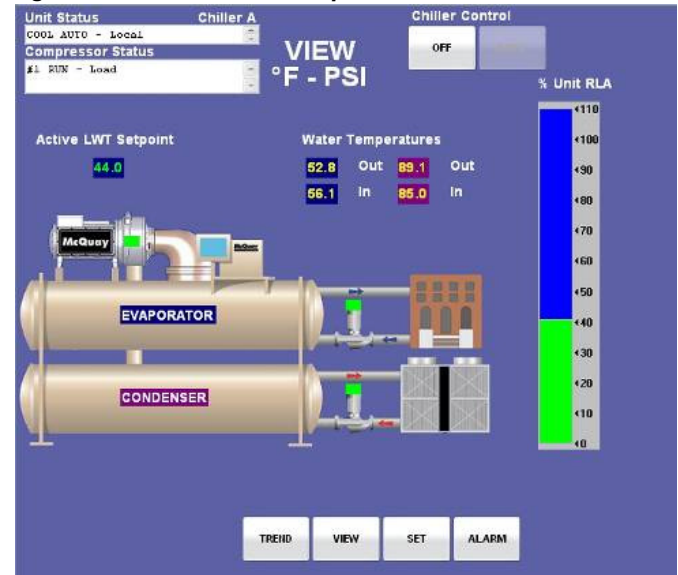 Unit Status Chiller A
COOL AUTO - Local
Compressor Status
#1 RUN - Load
VIEW
°F - PSI
Chiller Control
OFF
% Unit RLA
110
100
90
80
70
60
50
40
30
20
10
0
Active LWT Setpoint
44.0
Water Temperatures
52.8 Out 89.1 Out
56.1 In 85.0 In
McQuay
McQuay
EVAPORATOR
CONDENSER
TREND VIEW SET ALARM